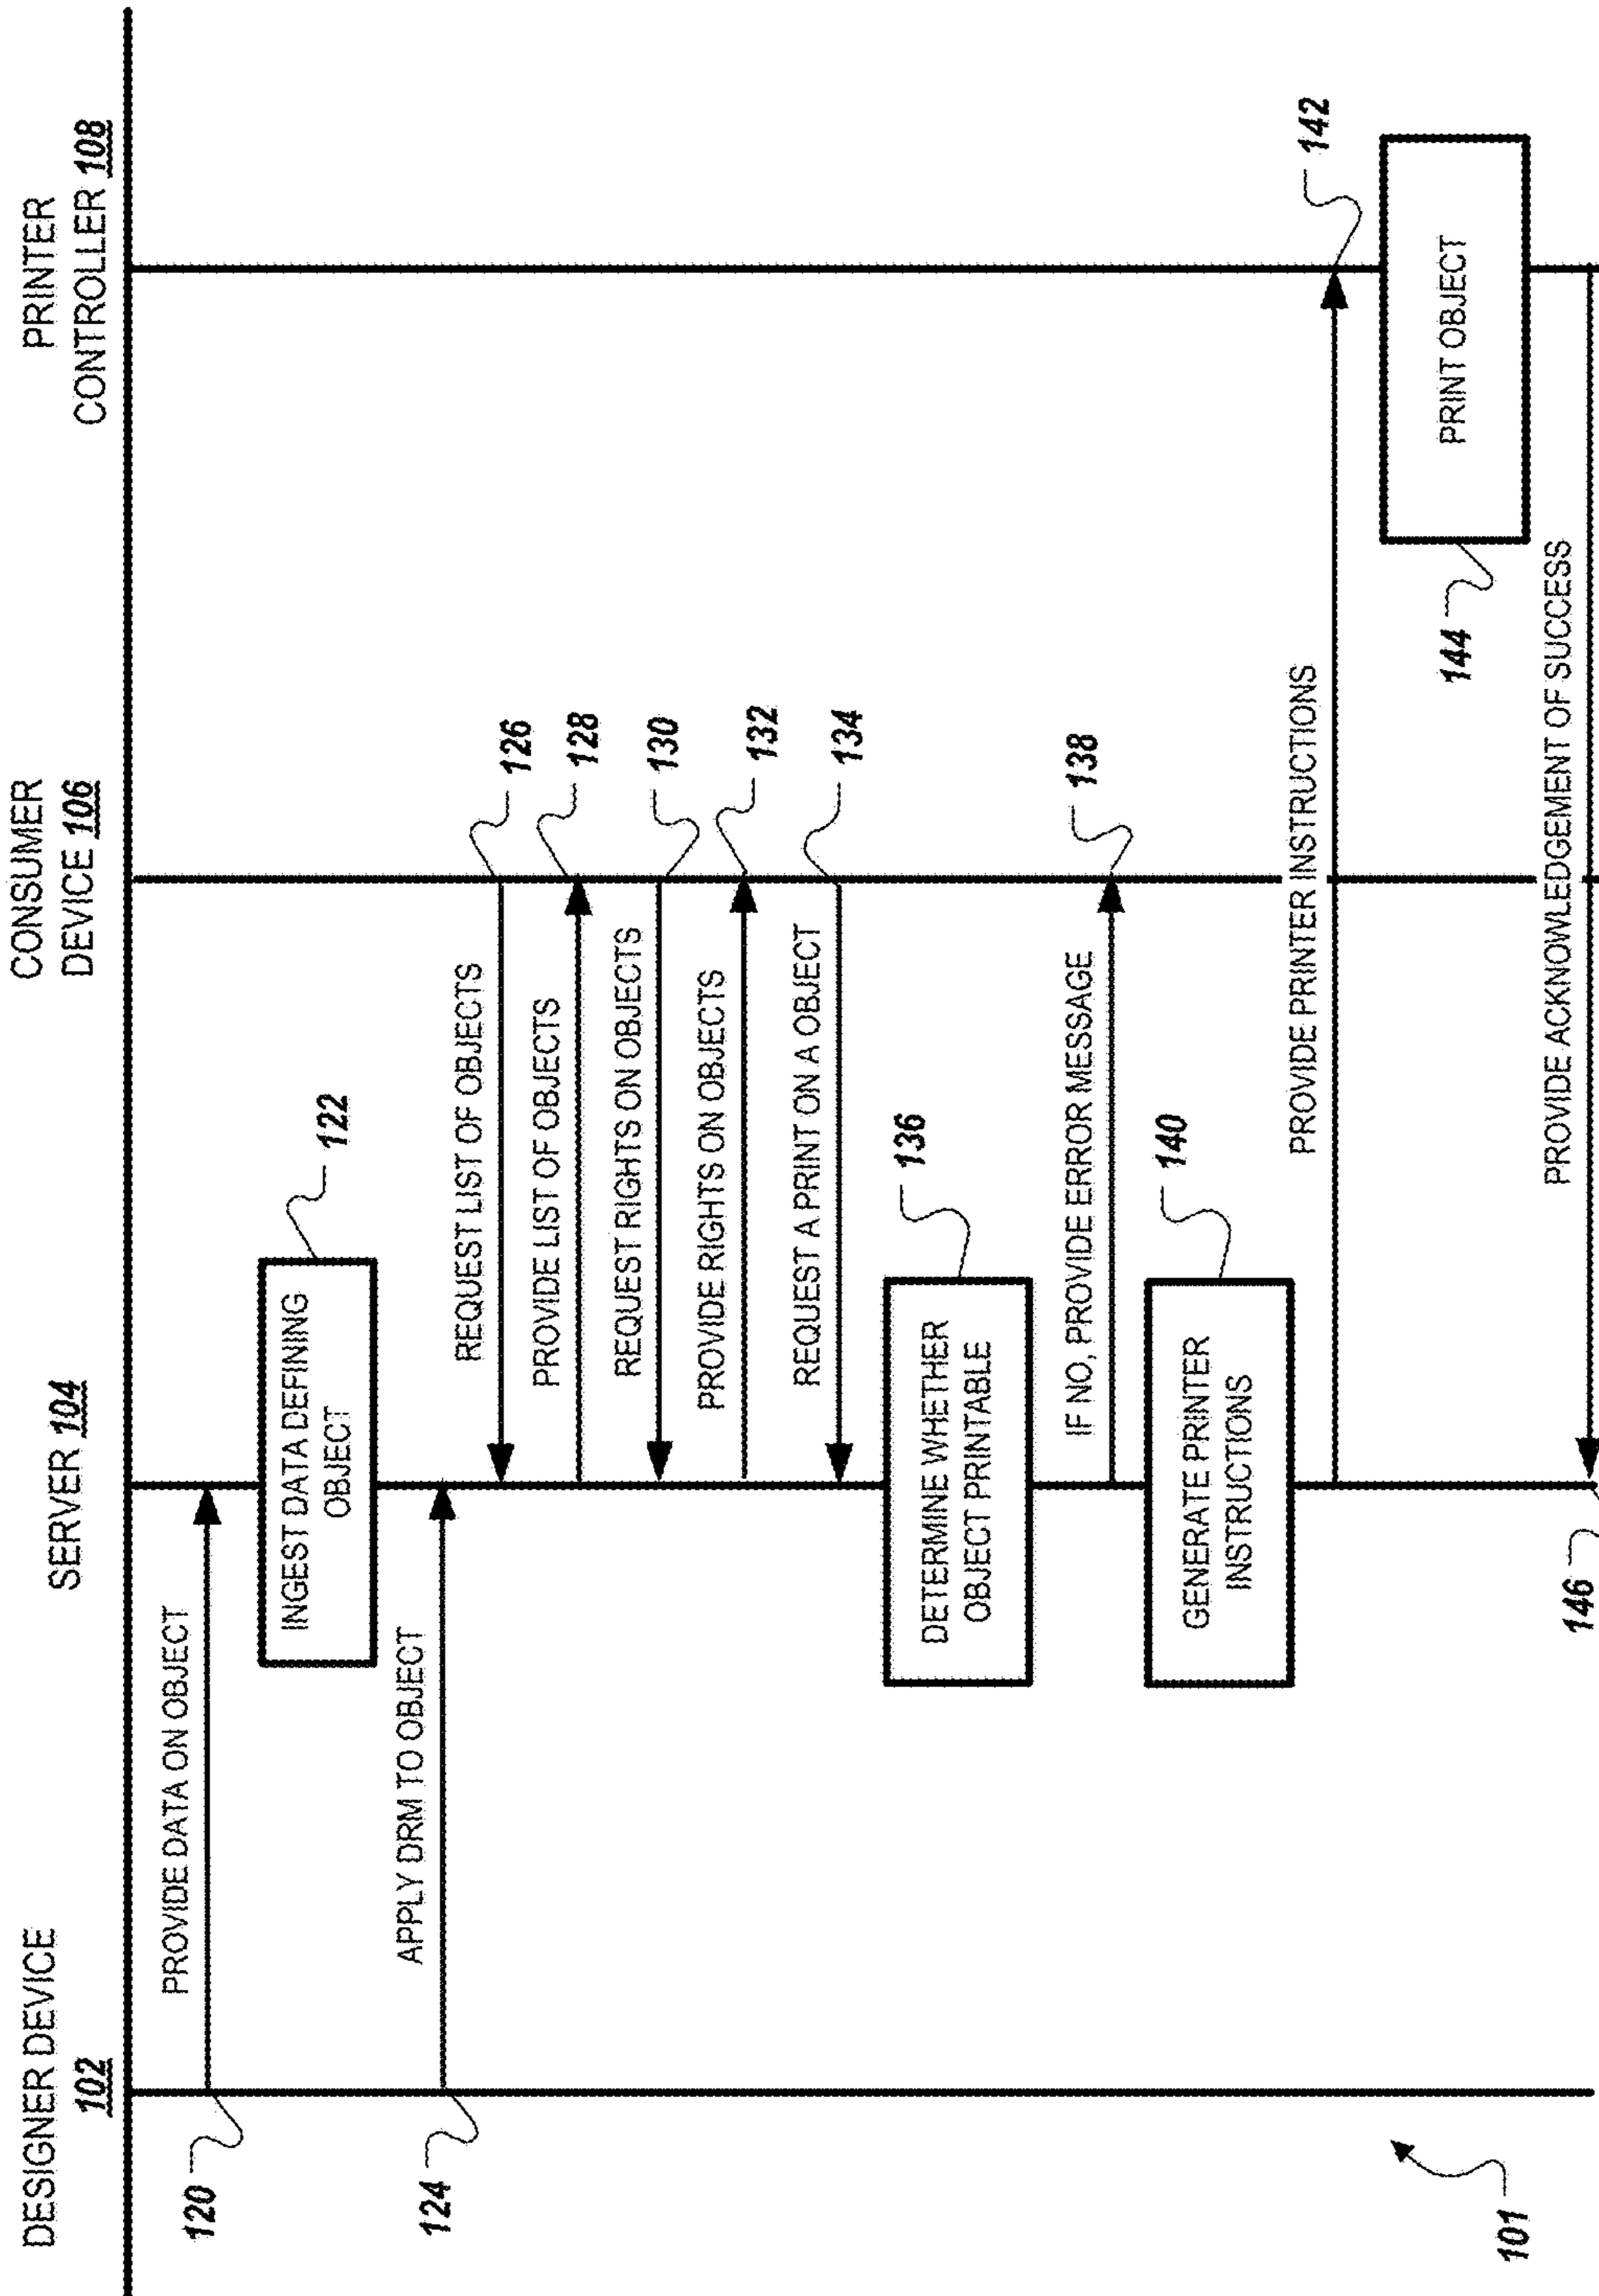 DESIGNER DEVICE
102
SERVER 104
CONSUMER
DEVICE 106
PRINTER
CONTROLLER 108
PROVIDE DATA ON OBJECT
120
INGEST DATA DEFINING
OBJECT
122
APPLY DRM TO OBJECT
124
REQUEST LIST OF OBJECTS
126
PROVIDE LIST OF OBJECTS
128
REQUEST RIGHTS ON OBJECTS
130
PROVIDE RIGHTS ON OBJECTS
132
REQUEST A PRINT ON A OBJECT
134
DETERMINE WHETHER
OBJECT PRINTABLE
136
IF NO, PROVIDE ERROR MESSAGE
138
GENERATE PRINTER
INSTRUCTIONS
140
PROVIDE PRINTER INSTRUCTIONS
142
PRINT OBJECT
144
PROVIDE ACKNOWLEDGEMENT OF SUCCESS
146
101